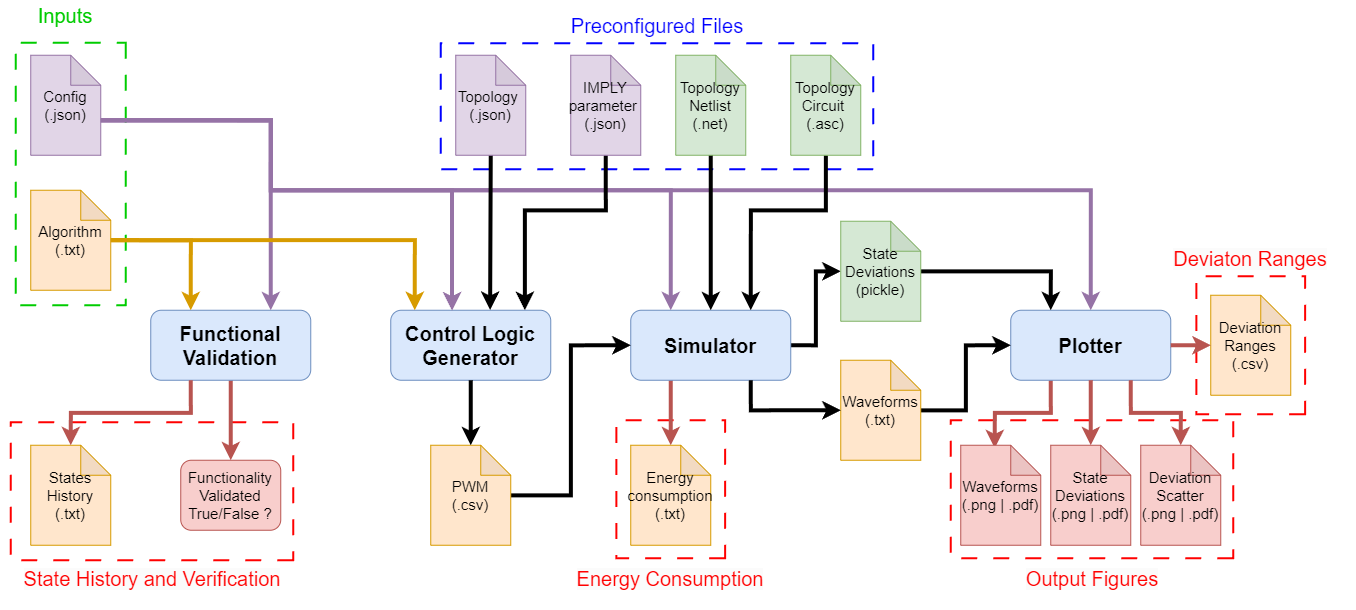 Inputs
Preconfigured Files
Config
(.json)
Topology
(.json)
IMPLY
parameter
(.json)
Topology
Netlist
(.net)
Topology
Circuit
(.asc)
Algorithm
(.txt)
State
Deviations
(pickle)
Deviaton Ranges
Functional
Validation
Control Logic
Generator
Simulator
Plotter
Deviation
Ranges
(.csv)
Waveforms
(.txt)
States
History
(.txt)
Functionality
Validated
True/False ?
PWM
(.csv)
Energy
consumption
(.txt)
Waveforms
(.png | .pdf)
State
Deviations
(.png | .pdf)
Deviation
Scatter
(.png | .pdf)
State History and Verification
Energy Consumption
Output Figures